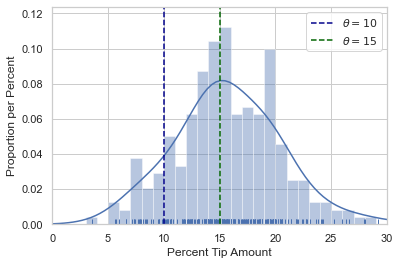 0.12
0.10
0.08
0.06
0.04
0.02
0.00
Proportion per Percent
θ = 10
θ = 15
0 5 10 15 20 25 30
Percent Tip Amount